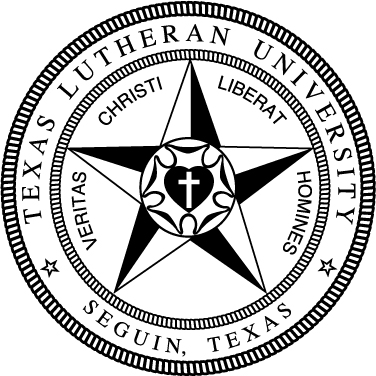 TEXAS LUTHERAN UNIVERSITY
VERITAS CHRISTI LIBERAT HOMINES
SEGUIN, TEXAS